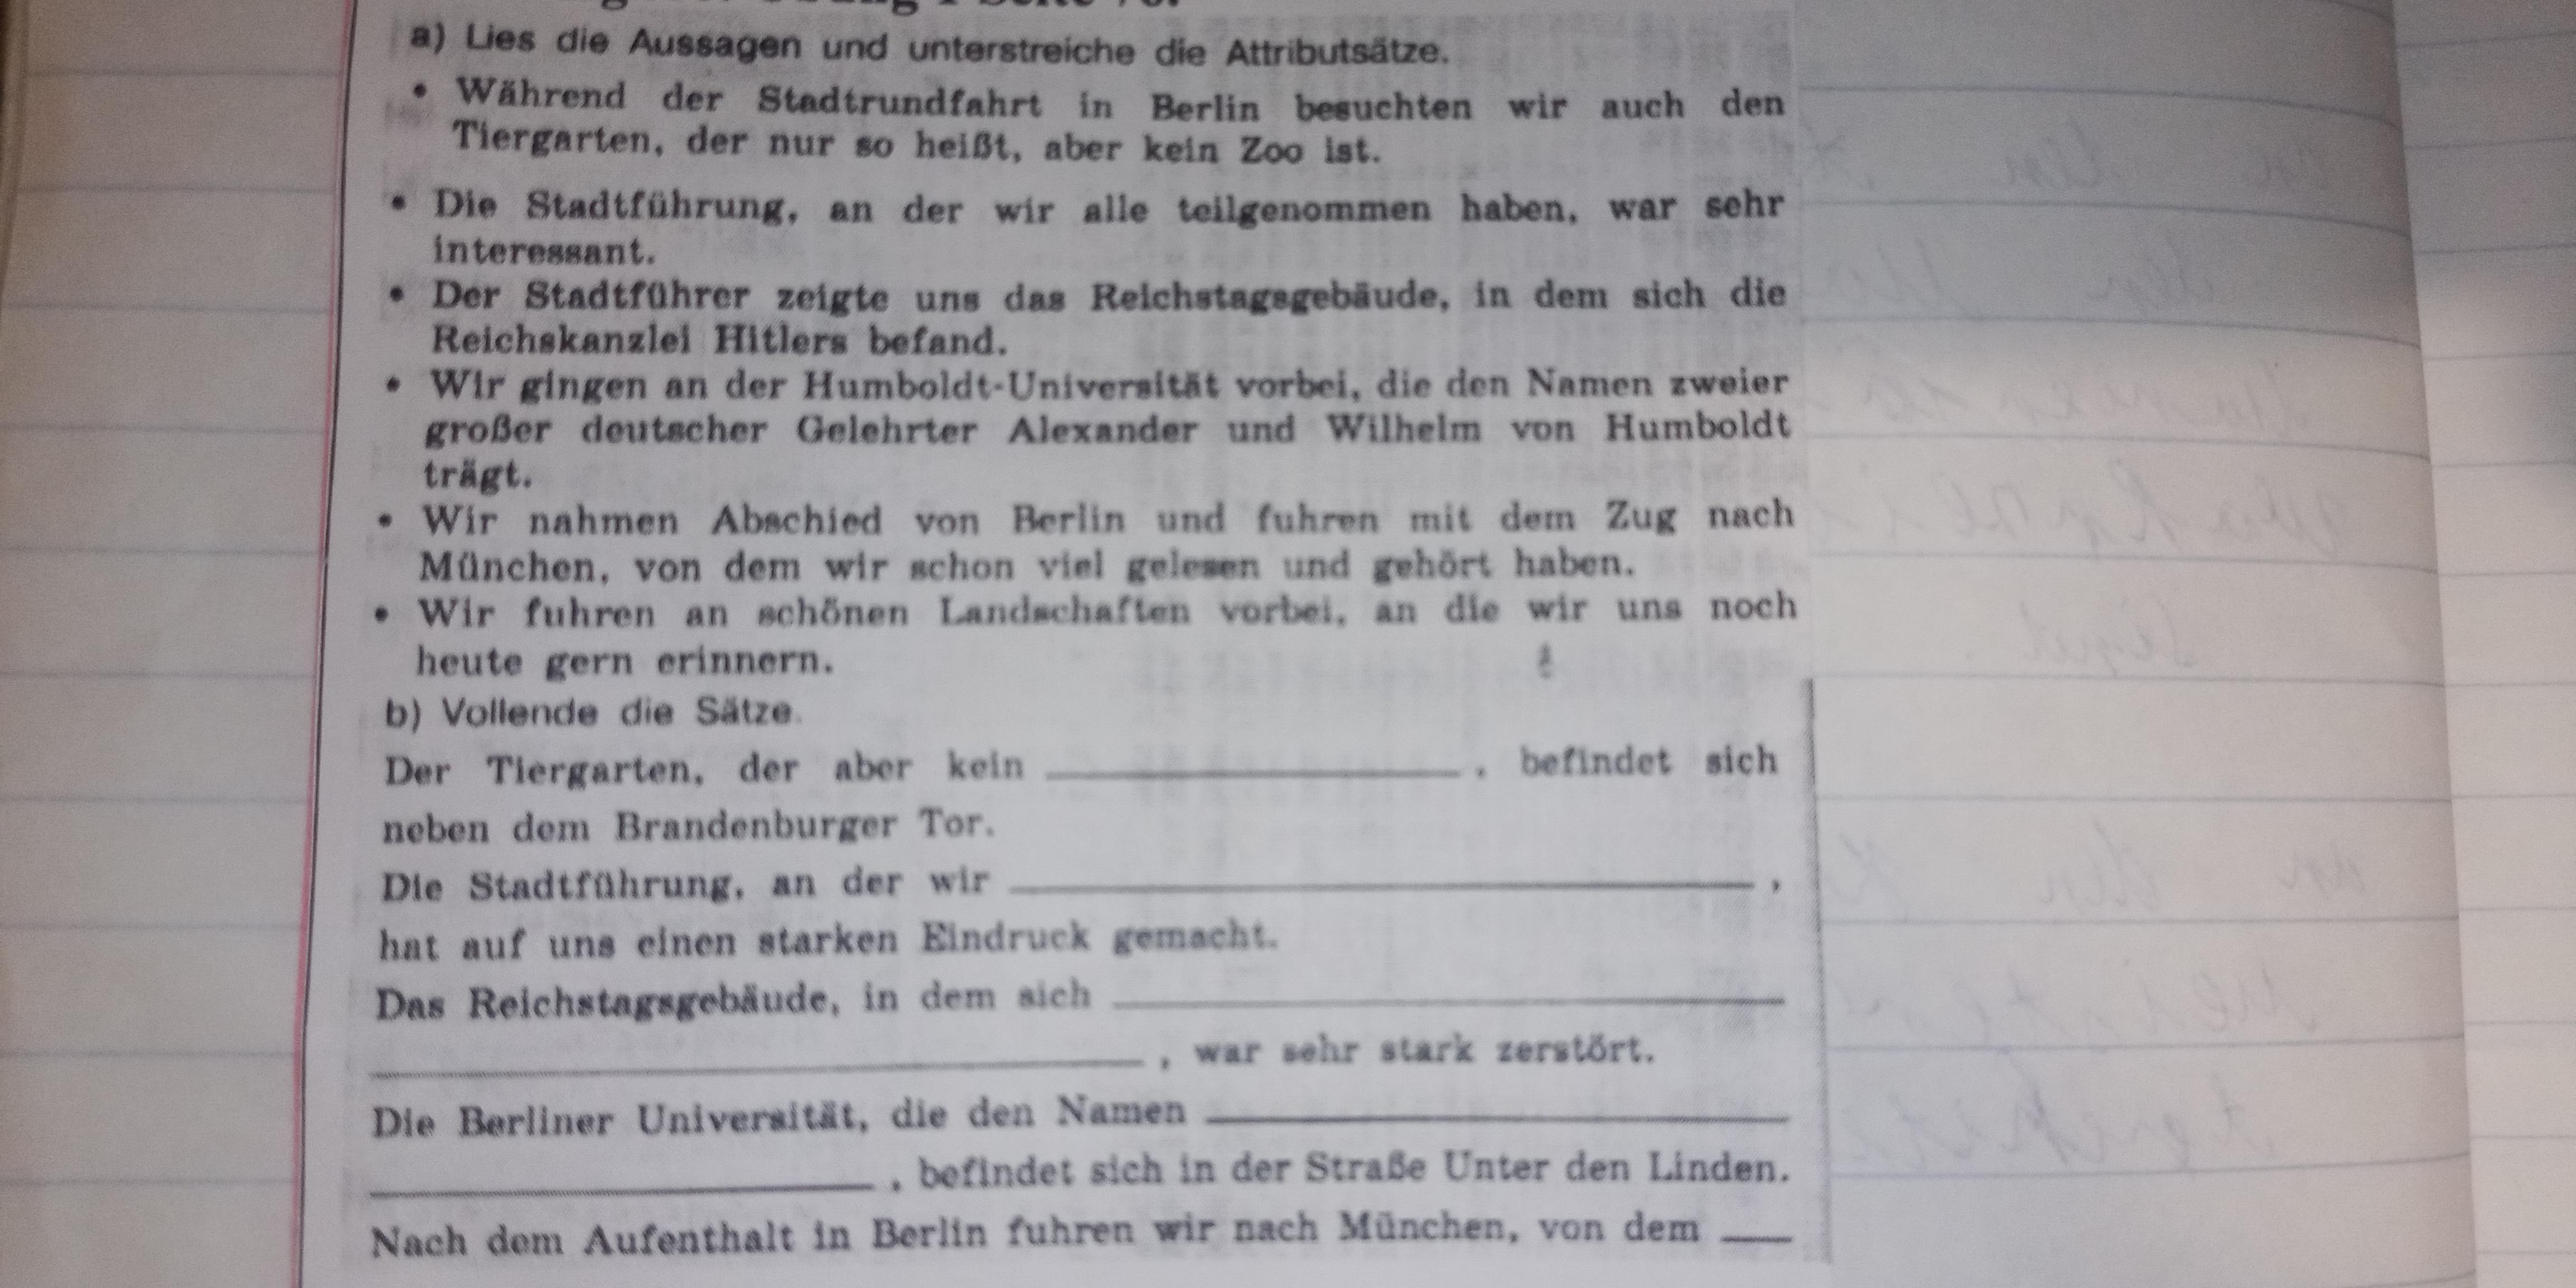 Seite
a) Lies die Aussagen und unterstreiche die Attributsätze.
• Während der Stadtrundfahrt in Berlin besuchten wir auch den
Tiergarten, der nur so heißt, aber kein Zoo ist.
• Die Stadtführung, an der wir alle teilgenommen haben, war sehr
interessant.
• Der Stadtführer zeigte uns das Reichstagsgebäude, in dem sich die
Reichskanzlei Hitlers befand.
• Wir gingen an der Humboldt-Universität vorbei, die den Namen zweier
großer deutscher Gelehrter Alexander und Wilhelm von Humboldt
trägt.
• Wir nahmen Abschied von Berlin und fuhren mit dem Zug nach
München, von dem wir schon viel gelesen und gehört haben.
• Wir fuhren an schönen Landschaften vorbei, an die wir uns noch
heute gern erinnern.
b) Vollende die Sätze.
Der Tiergarten, der aber kein ____________, befindet sich
neben dem Brandenburger Tor.
Die Stadtführung, an der wir ____________,
hat auf uns einen starken Eindruck gemacht.
Das Reichstagsgebäude, in dem sich ____________
____________, war sehr stark zerstört.
Die Berliner Universität, die den Namen ____________
____________, befindet sich in der Straße Unter den Linden.
Nach dem Aufenthalt in Berlin fuhren wir nach München, von dem ___